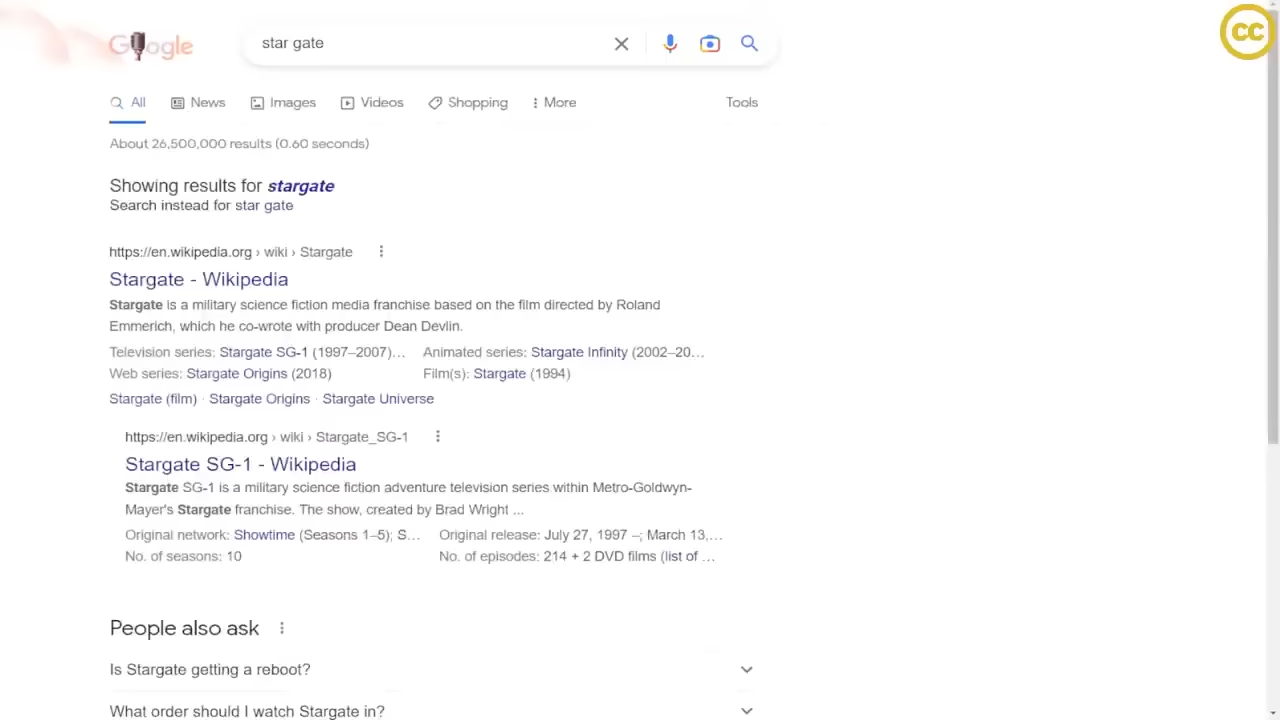 Google
star gate
CC
All News Images Videos Shopping More Tools
About 26,500,000 results (0.60 seconds)
Showing results for stargate
Search instead for star gate
https://en.wikipedia.org › wiki › Stargate
Stargate - Wikipedia
Stargate is a military science fiction media franchise based on the film directed by Roland
Emmerich, which he co-wrote with producer Dean Devlin.
Television series: Stargate SG-1 (1997–2007)… Animated series: Stargate Infinity (2002–20…
Web series: Stargate Origins (2018) Film(s): Stargate (1994)
Stargate (film) · Stargate Origins · Stargate Universe
https://en.wikipedia.org › wiki › Stargate_SG-1
Stargate SG-1 - Wikipedia
Stargate SG-1 is a military science fiction adventure television series within Metro-Goldwyn-
Mayer's Stargate franchise. The show, created by Brad Wright ...
Original network: Showtime (Seasons 1–5); S… Original release: July 27, 1997 –; March 13,…
No. of seasons: 10 No. of episodes: 214 + 2 DVD films (list of …
People also ask
Is Stargate getting a reboot?
What order should I watch Stargate in?